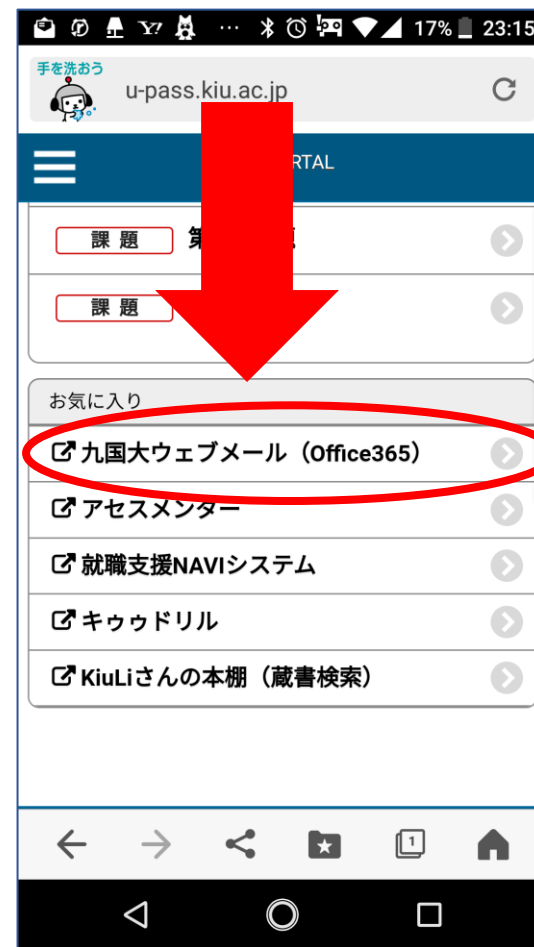 17% 23:15
手を洗おう
u-pass.kiu.ac.jp
RTAL
課 題 第
課 題
お気に入り
九国大ウェブメール（Office365）
アセスメンター
就職支援NAVIシステム
キゥゥドリル
KiuLiさんの本棚（蔵書検索）
1